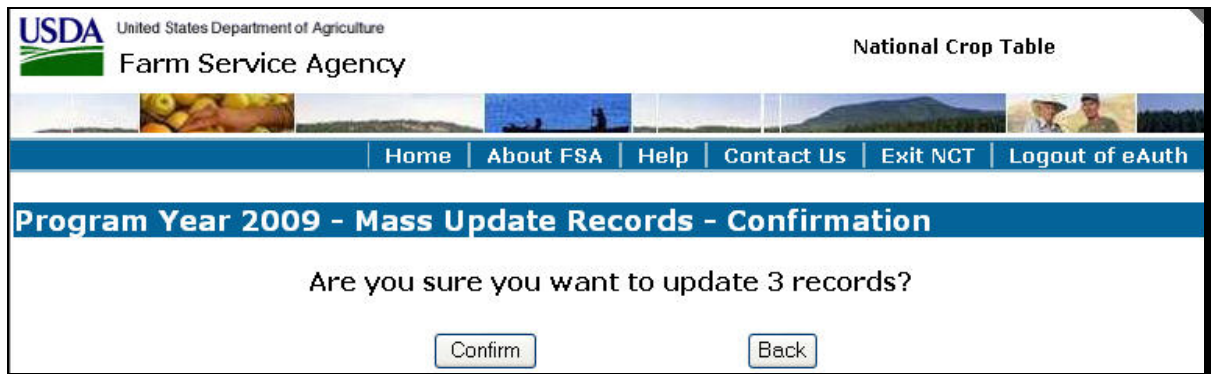 USDA United States Department of Agriculture
Farm Service Agency
National Crop Table
Home | About FSA | Help | Contact Us | Exit NCT | Logout of eAuth
Program Year 2009 - Mass Update Records - Confirmation
Are you sure you want to update 3 records?
Confirm Back